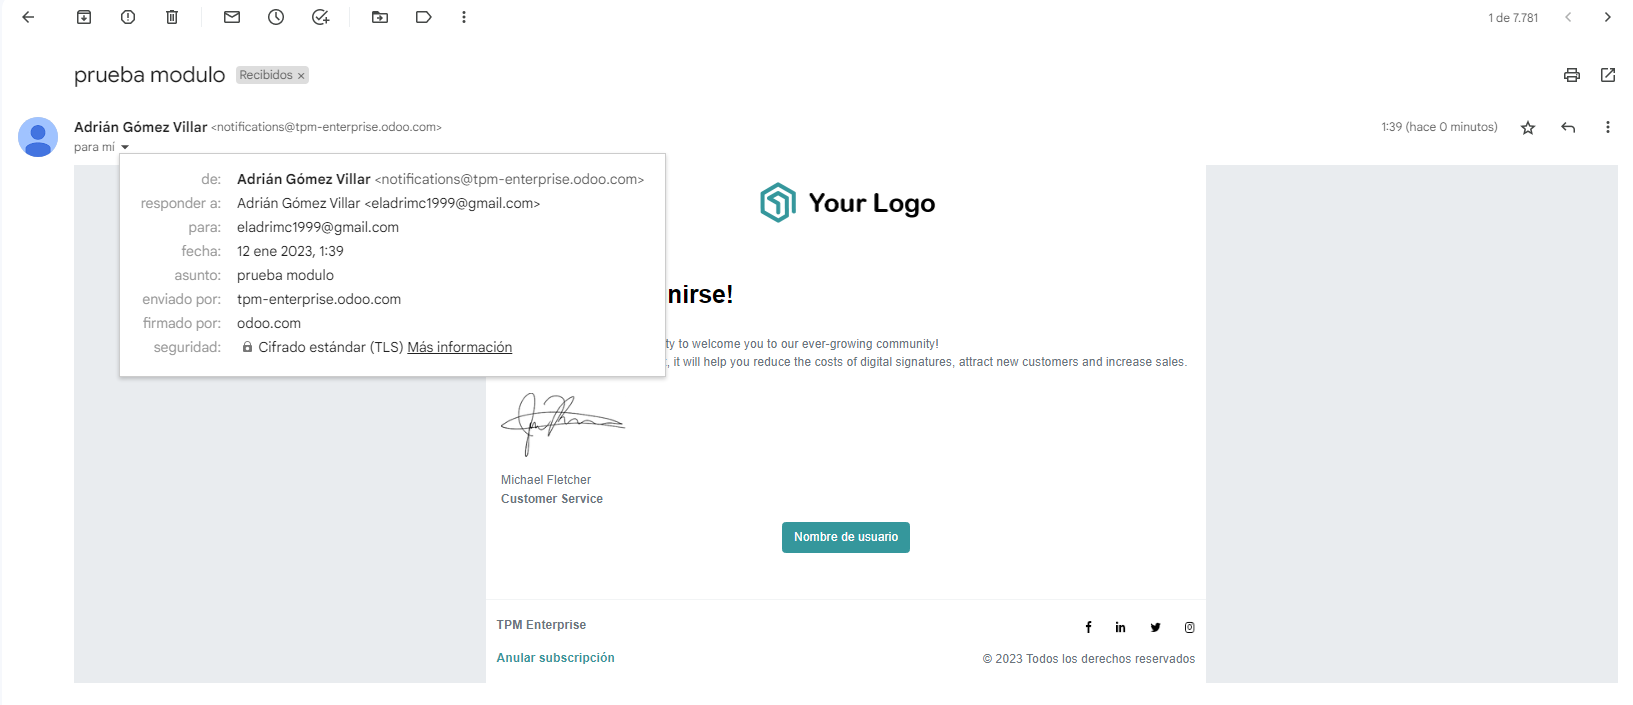 1 de 7.781
prueba modulo Recibidos ×
Adrián Gómez Villar <notifications@tpm-enterprise.odoo.com> 1:39 (hace 0 minutos)
para mí
de: Adrián Gómez Villar <notifications@tpm-enterprise.odoo.com>
responder a: Adrián Gómez Villar <eladrimc1999@gmail.com>
para: eladrimc1999@gmail.com
fecha: 12 ene 2023, 1:39
asunto: prueba modulo
enviado por: tpm-enterprise.odoo.com
firmado por: odoo.com
seguridad: Cifrado estándar (TLS) Más información
Your Logo
nirse!
ty to welcome you to our ever-growing community!
, it will help you reduce the costs of digital signatures, attract new customers and increase sales.
Michael Fletcher
Customer Service
Nombre de usuario
TPM Enterprise
Anular subscripción
© 2023 Todos los derechos reservados